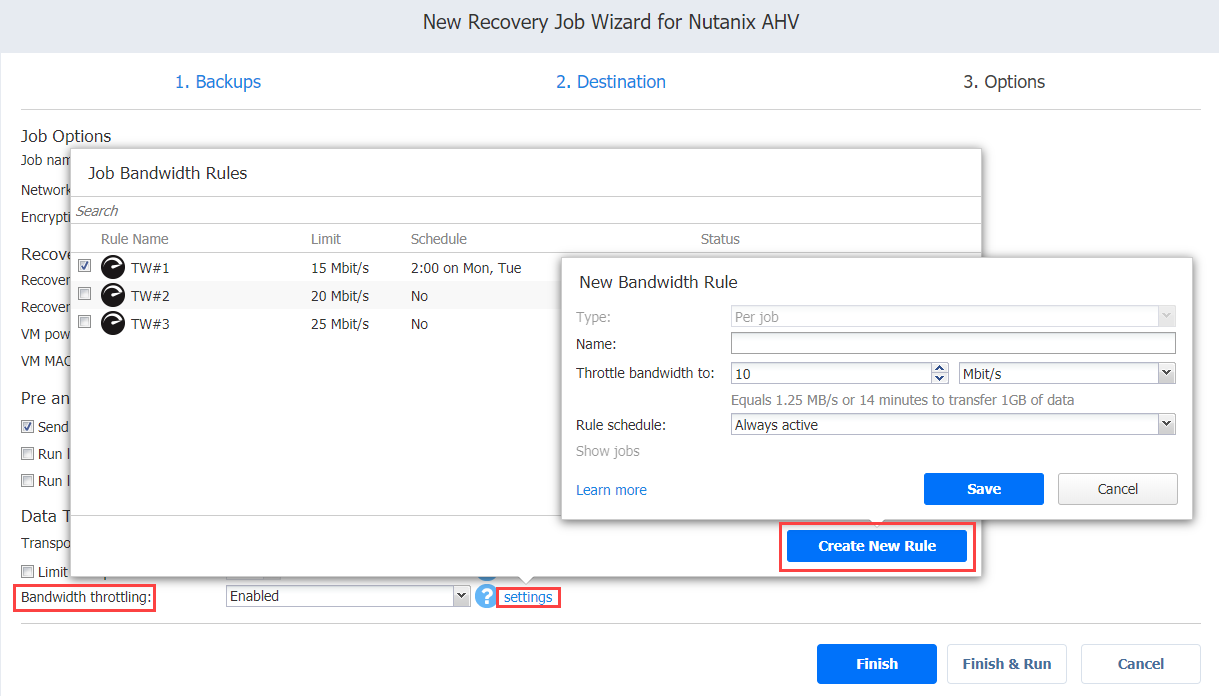 New Recovery Job Wizard for Nutanix AHV
1. Backups
2. Destination
3. Options
Job Options
Job nam
Network
Encrypti
Recove
Recover
Recover
VM pow
VM MAC
Pre an
Send
Run l
Run l
Data T
Transpo
Limit
Bandwidth throttling:
Enabled
?
settings
Job Bandwidth Rules
Search
Rule Name Limit Schedule Status
TW#1 15 Mbit/s 2:00 on Mon, Tue
TW#2 20 Mbit/s No
TW#3 25 Mbit/s No
New Bandwidth Rule
Type: Per job
Name:
Throttle bandwidth to: 10 Mbit/s
Equals 1.25 MB/s or 14 minutes to transfer 1GB of data
Rule schedule: Always active
Show jobs
Learn more
Save
Cancel
Create New Rule
Finish
Finish & Run
Cancel